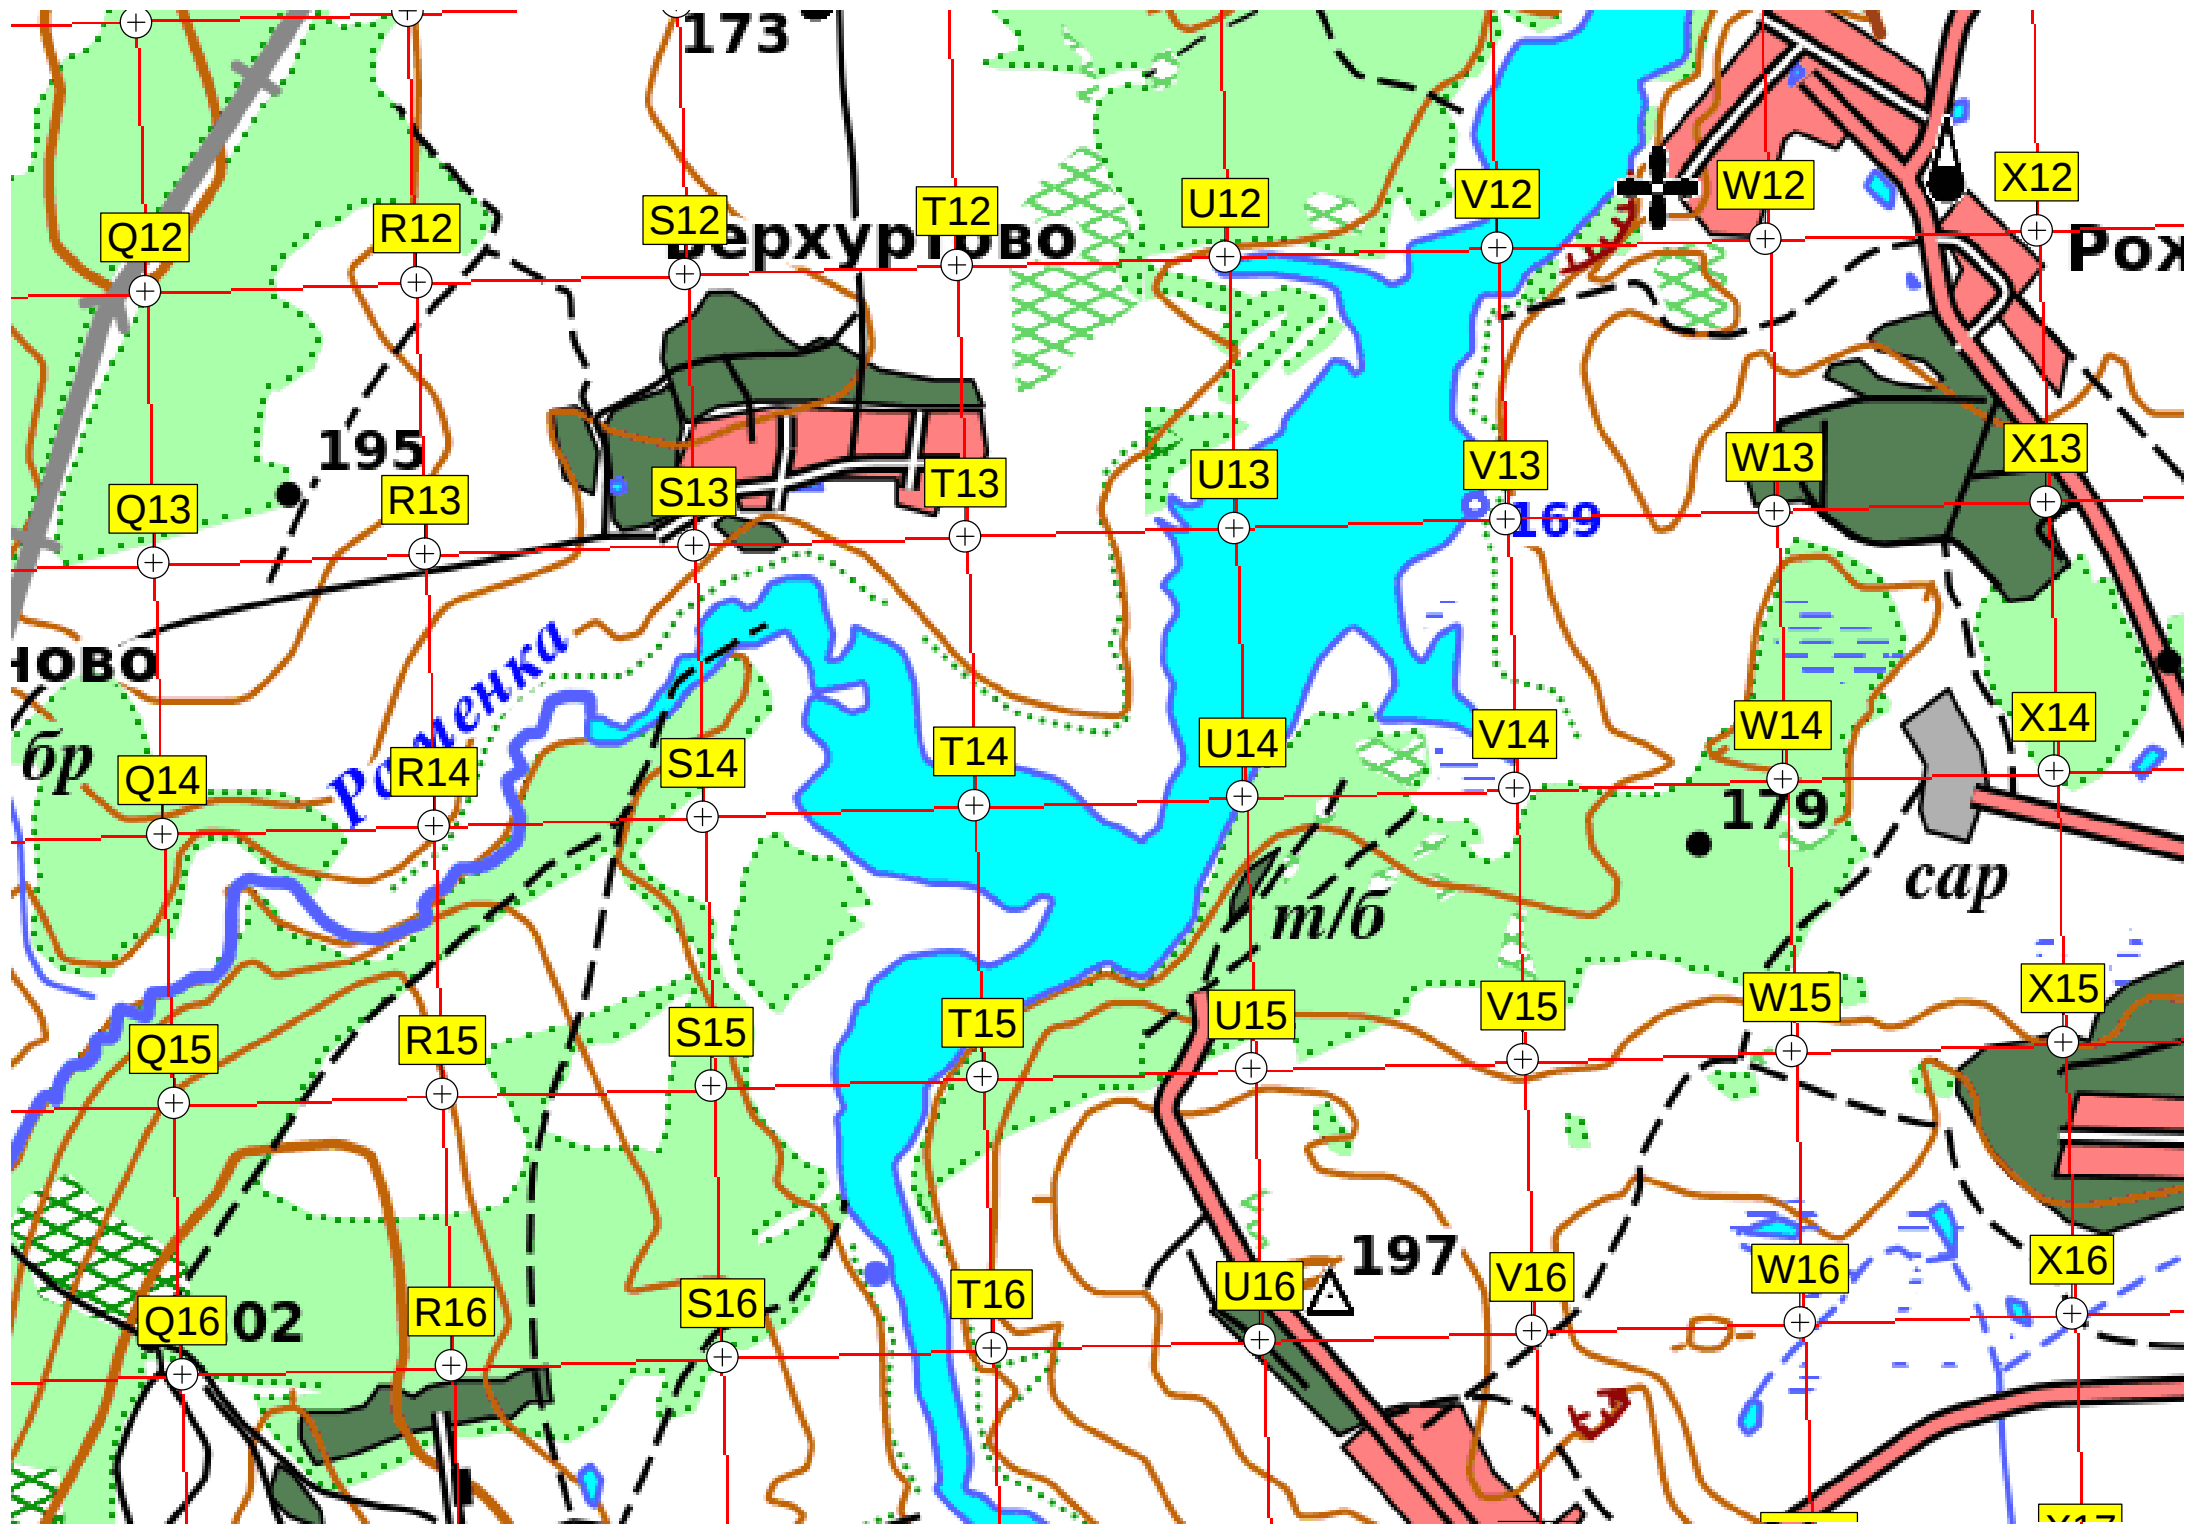 173
Q12 R12 S12 T12 U12 V12 W12 X12
Верхуртово
Рож
195
Q13 R13 S13 T13 U13 V13 W13 X13
169
ново
Раменка
бр
Q14 R14 S14 T14 U14 V14 W14 X14
179
сар
т/б
Q15 R15 S15 T15 U15 V15 W15 X15
197
Q16 R16 S16 T16 U16 V16 W16 X16
02
X17